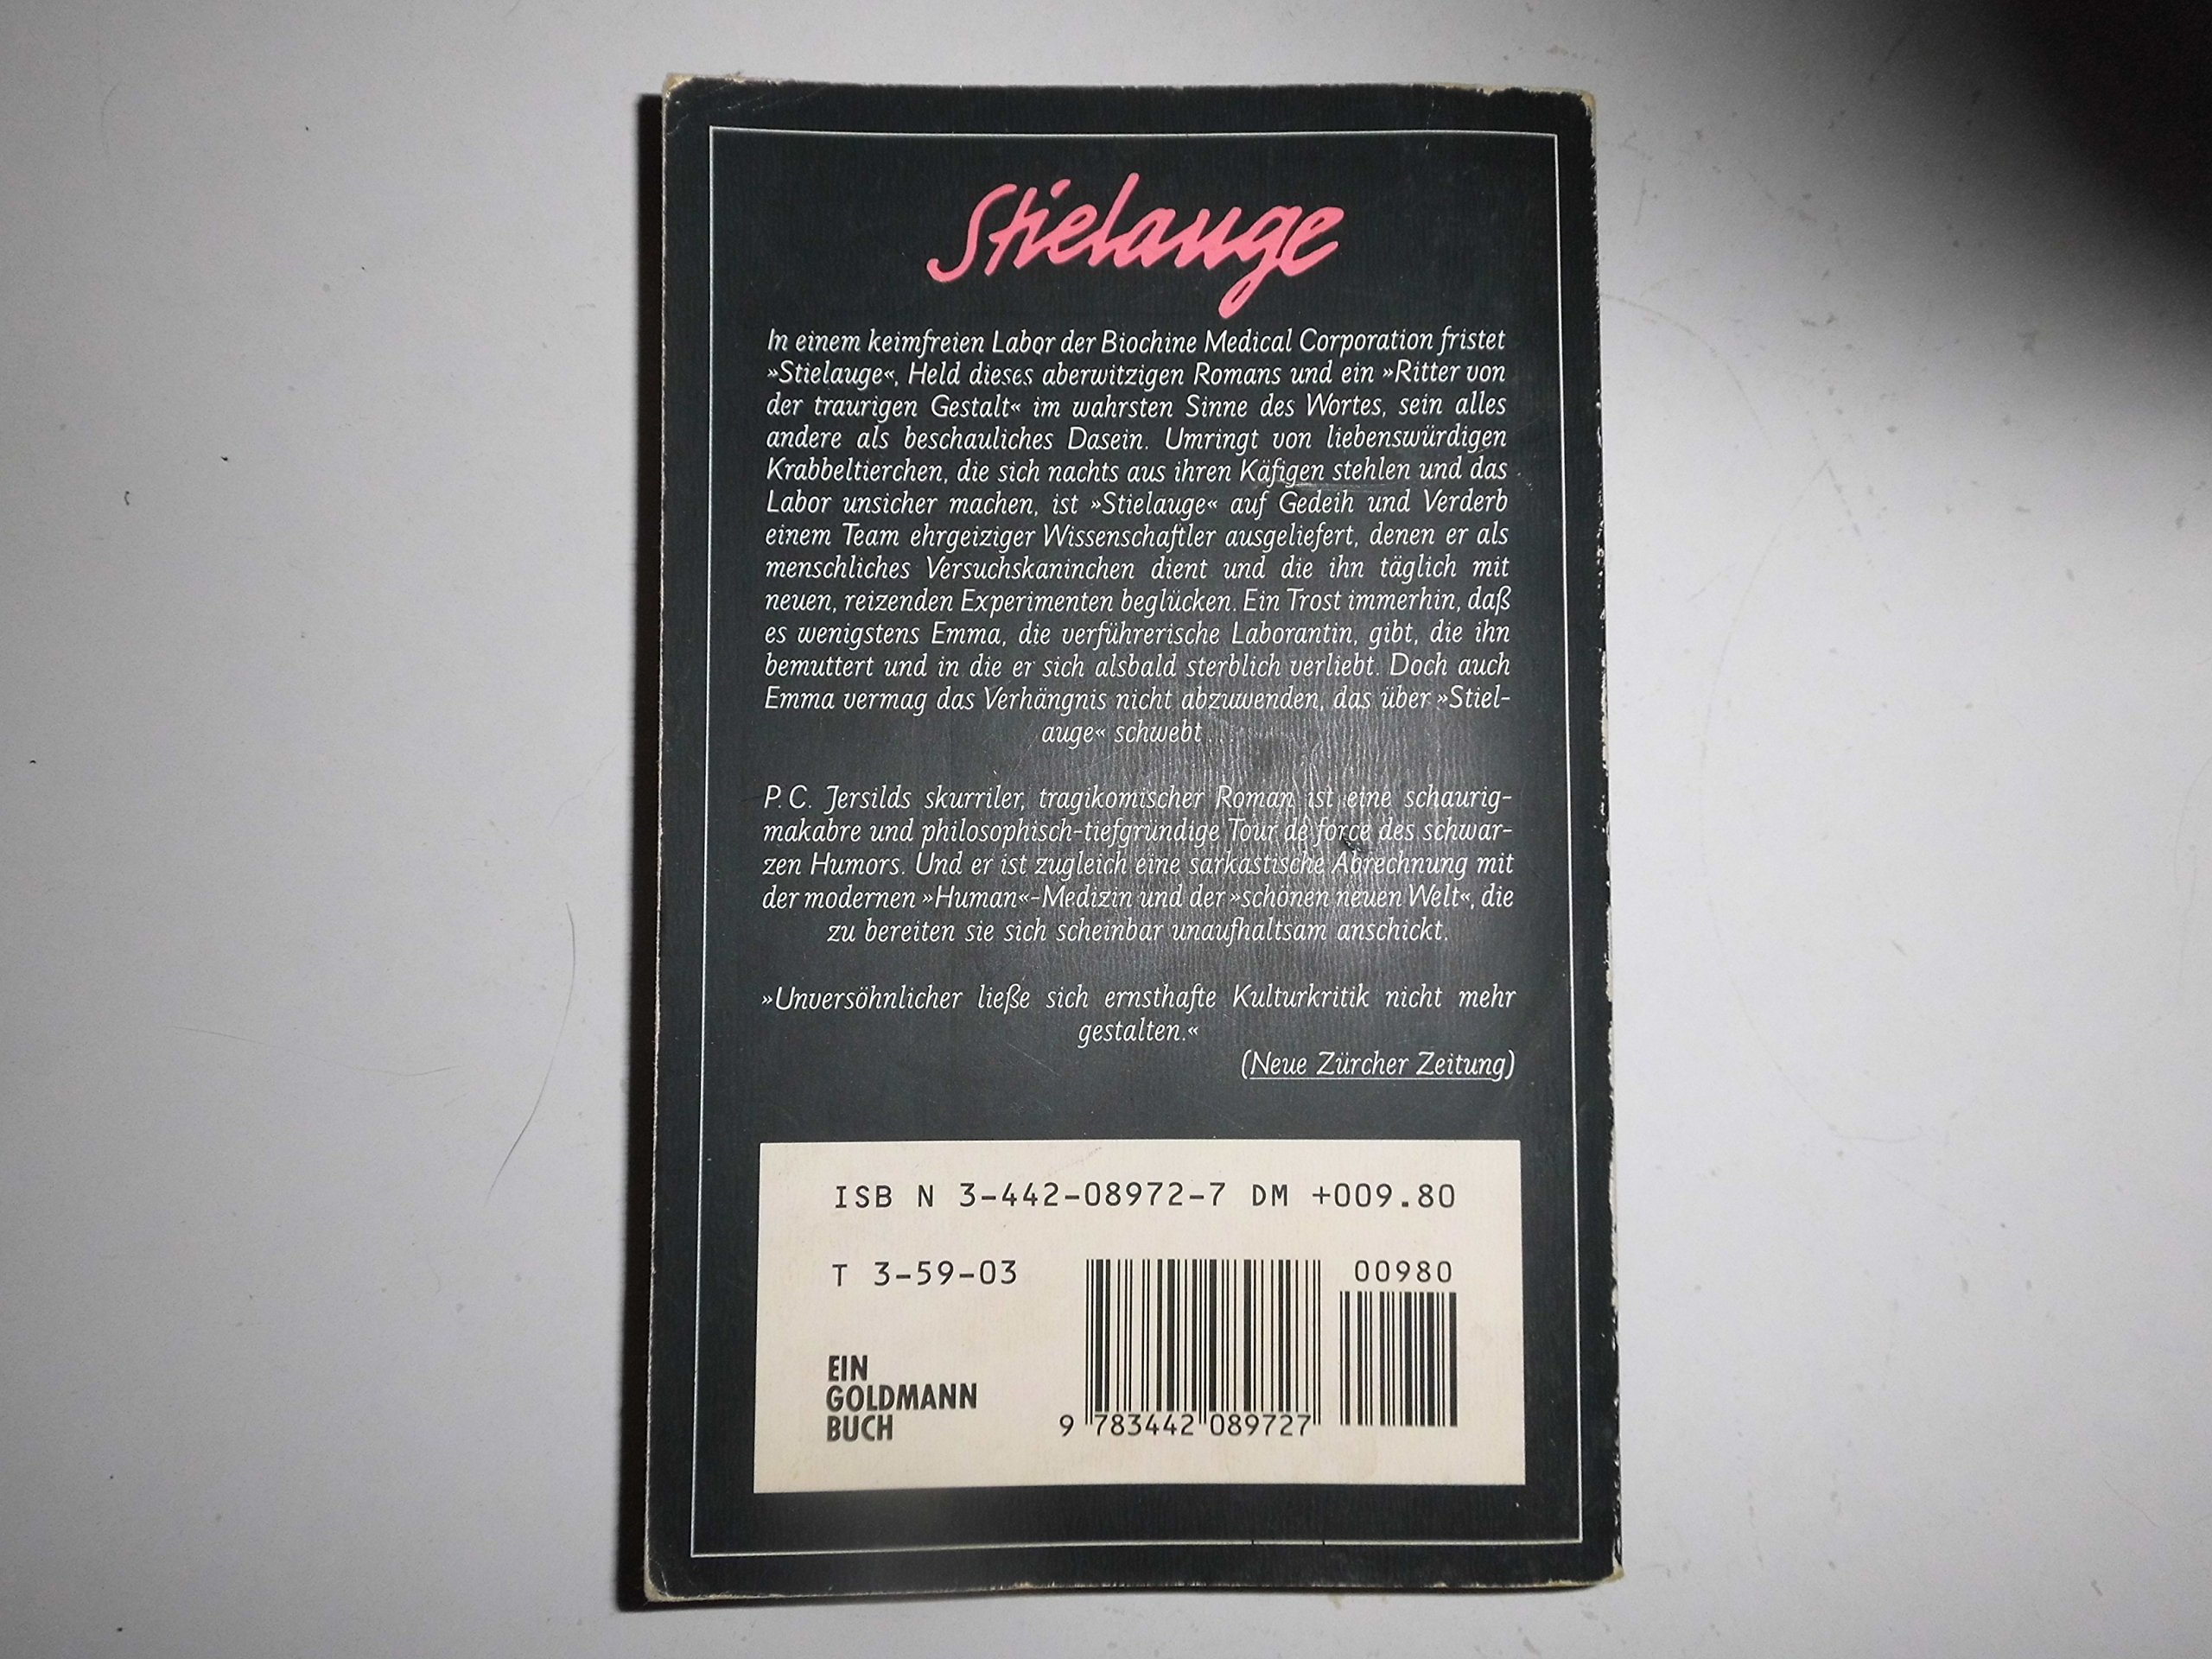 Stielauge
In einem keimfreien Labor der Biochine Medical Corporation fristet
»Stielauge«, Held dieses aberwitzigen Romans und ein »Ritter von
der traurigen Gestalt« im wahrsten Sinne des Wortes, sein alles
andere als beschauliches Dasein. Umringt von liebenswürdigen
Krabbeltierchen, die sich nachts aus ihren Käfigen stehlen und das
Labor unsicher machen, ist »Stielauge« auf Gedeih und Verderb
einem Team ehrgeiziger Wissenschaftler ausgeliefert, denen er als
menschliches Versuchskaninchen dient und die ihn täglich mit
neuen, reizenden Experimenten beglücken. Ein Trost immerhin, daß
es wenigstens Emma, die verführerische Laborantin, gibt, die ihn
bemuttert und in die er sich alsbald sterblich verliebt. Doch auch
Emma vermag das Verhängnis nicht abzuwenden, das über »Stiel-
auge« schwebt
P. C. Jersilds skurriler, tragikomischer Roman ist eine schaurig-
makabre und philosophisch-tiefgründige Tour de force des schwar-
zen Humors. Und er ist zugleich eine sarkastische Abrechnung mit
der modernen »Human«-Medizin und der »schönen neuen Welt«, die
zu bereiten sie sich scheinbar unaufhaltsam anschickt.
»Unversöhnlicher ließe sich ernsthafte Kulturkritik nicht mehr
gestalten.«
(Neue Zürcher Zeitung)
ISB N 3-442-08972-7 DM +009.80
T 3-59-03
00980
EIN
GOLDMANN
BUCH
9 783442 089727